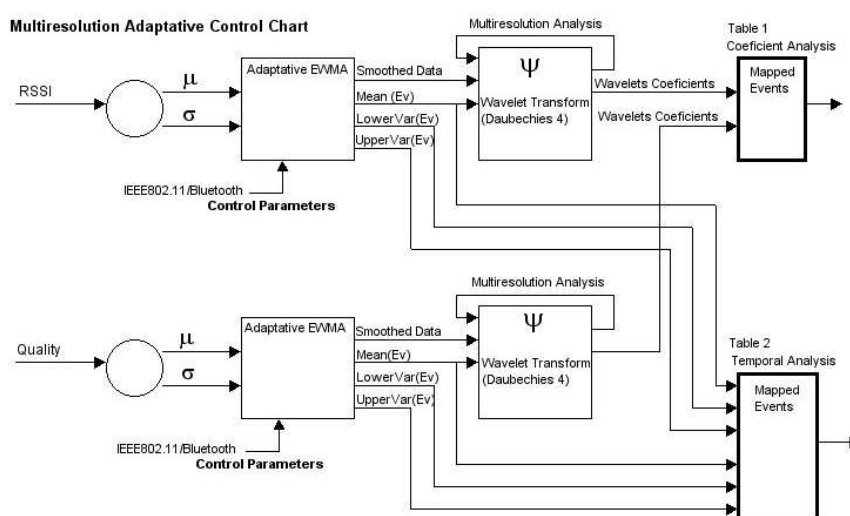 Multiresolution Adaptative Control Chart
Multiresolution Analysis
Table 1
Coeficient Analysis
RSSI
μ
σ
Adaptative EWMA
Smoothed Data
Mean (Ev)
LowerVar(Ev)
UpperVar(Ev)
Ψ
Wavelet Transform
(Daubechies 4)
Wavelets Coeficients
Wavelets Coeficients
Mapped
Events
IEEE802.11/Bluetooth
Control Parameters
Multiresolution Analysis
Quality
μ
σ
Adaptative EWMA
Smoothed Data
Mean(Ev)
LowerVar(Ev)
UpperVar(Ev)
Ψ
Wavelet Transform
(Daubechies 4)
Table 2
Temporal Analysis
Mapped
Events
IEEE802.11/Bluetooth
Control Parameters